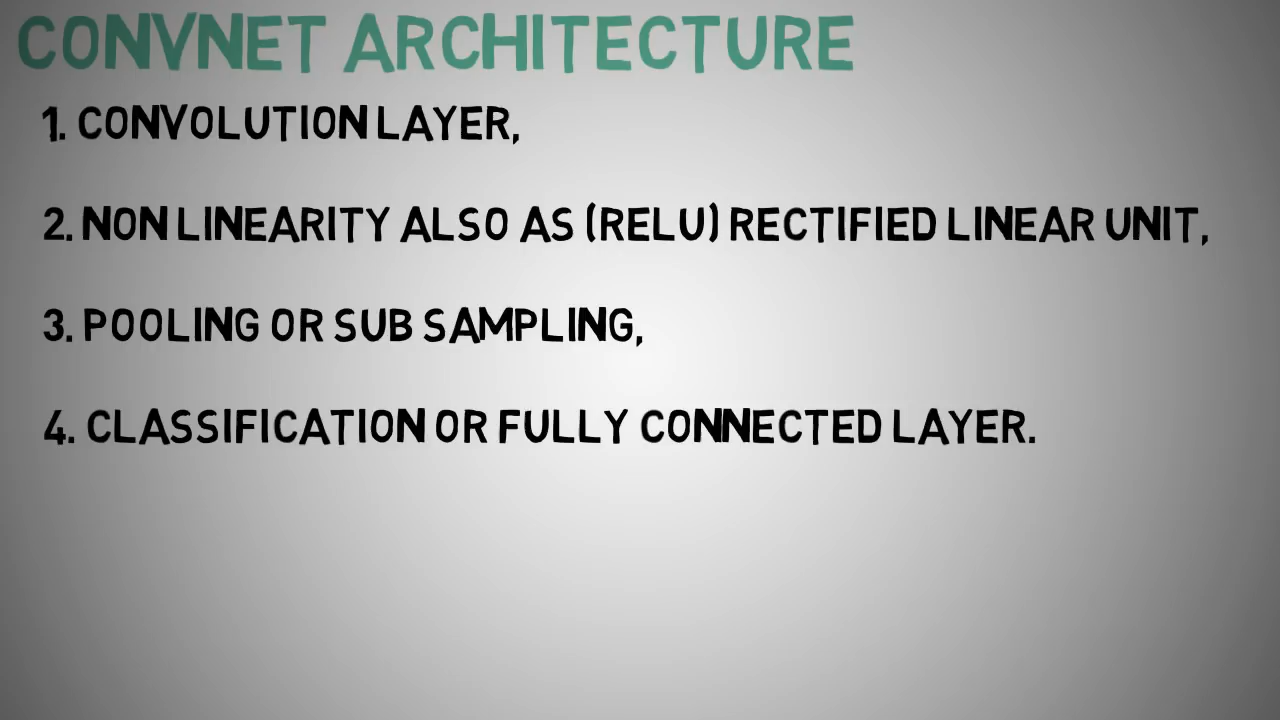 CONVNET ARCHITECTURE
1. CONVOLUTION LAYER,
2. NON LINEARITY ALSO AS (RELU) RECTIFIED LINEAR UNIT,
3. POOLING OR SUB SAMPLING,
4. CLASSIFICATION OR FULLY CONNECTED LAYER.